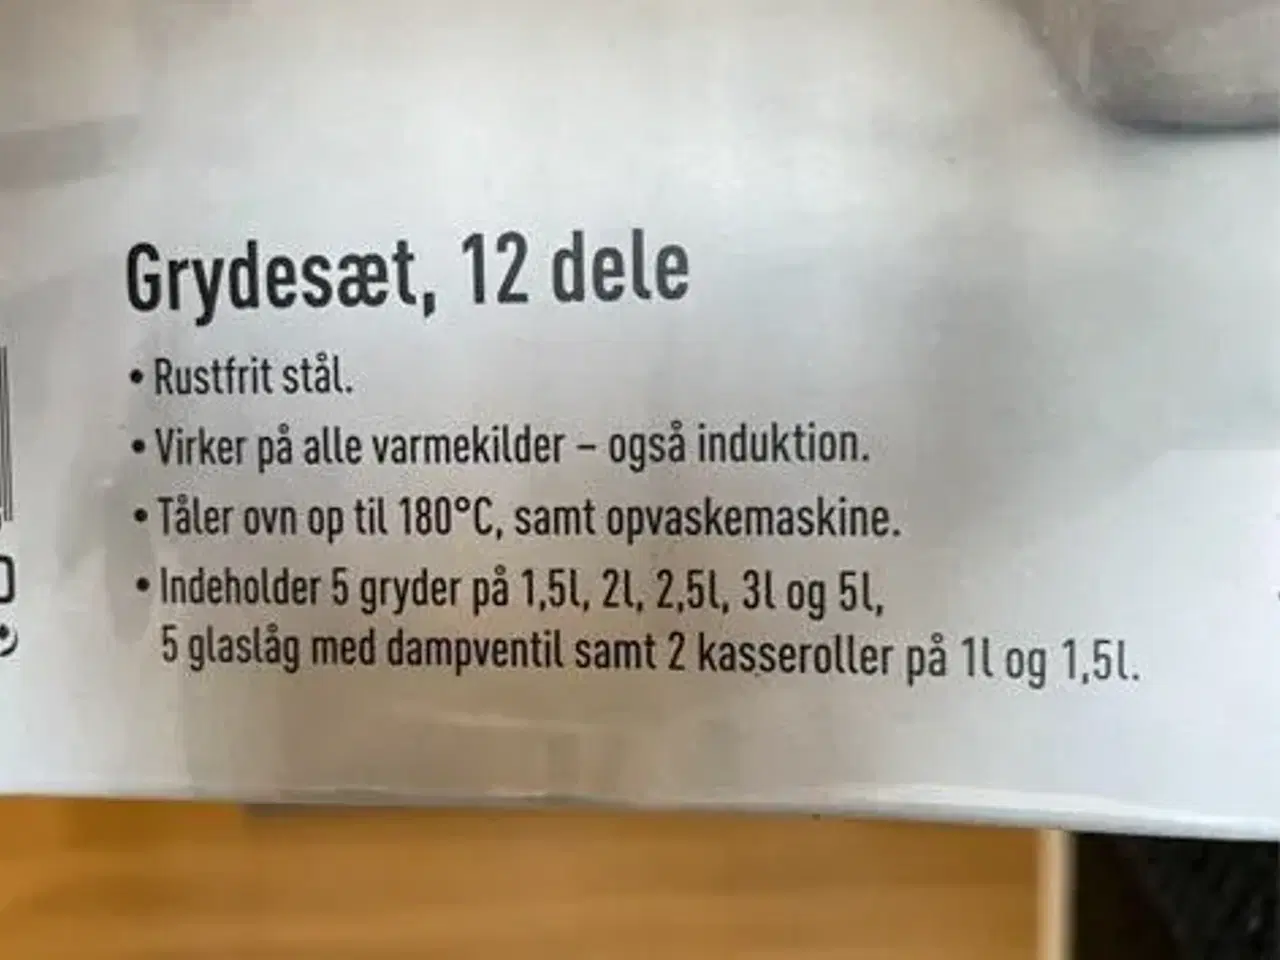 Grydesæt, 12 dele
• Rustfrit stål.
• Virker på alle varmekilder – også induktion.
• Tåler ovn op til 180°C, samt opvaskemaskine.
• Indeholder 5 gryder på 1,5l, 2l, 2,5l, 3l og 5l,
5 glaslåg med dampventil samt 2 kasseroller på 1l og 1,5l.